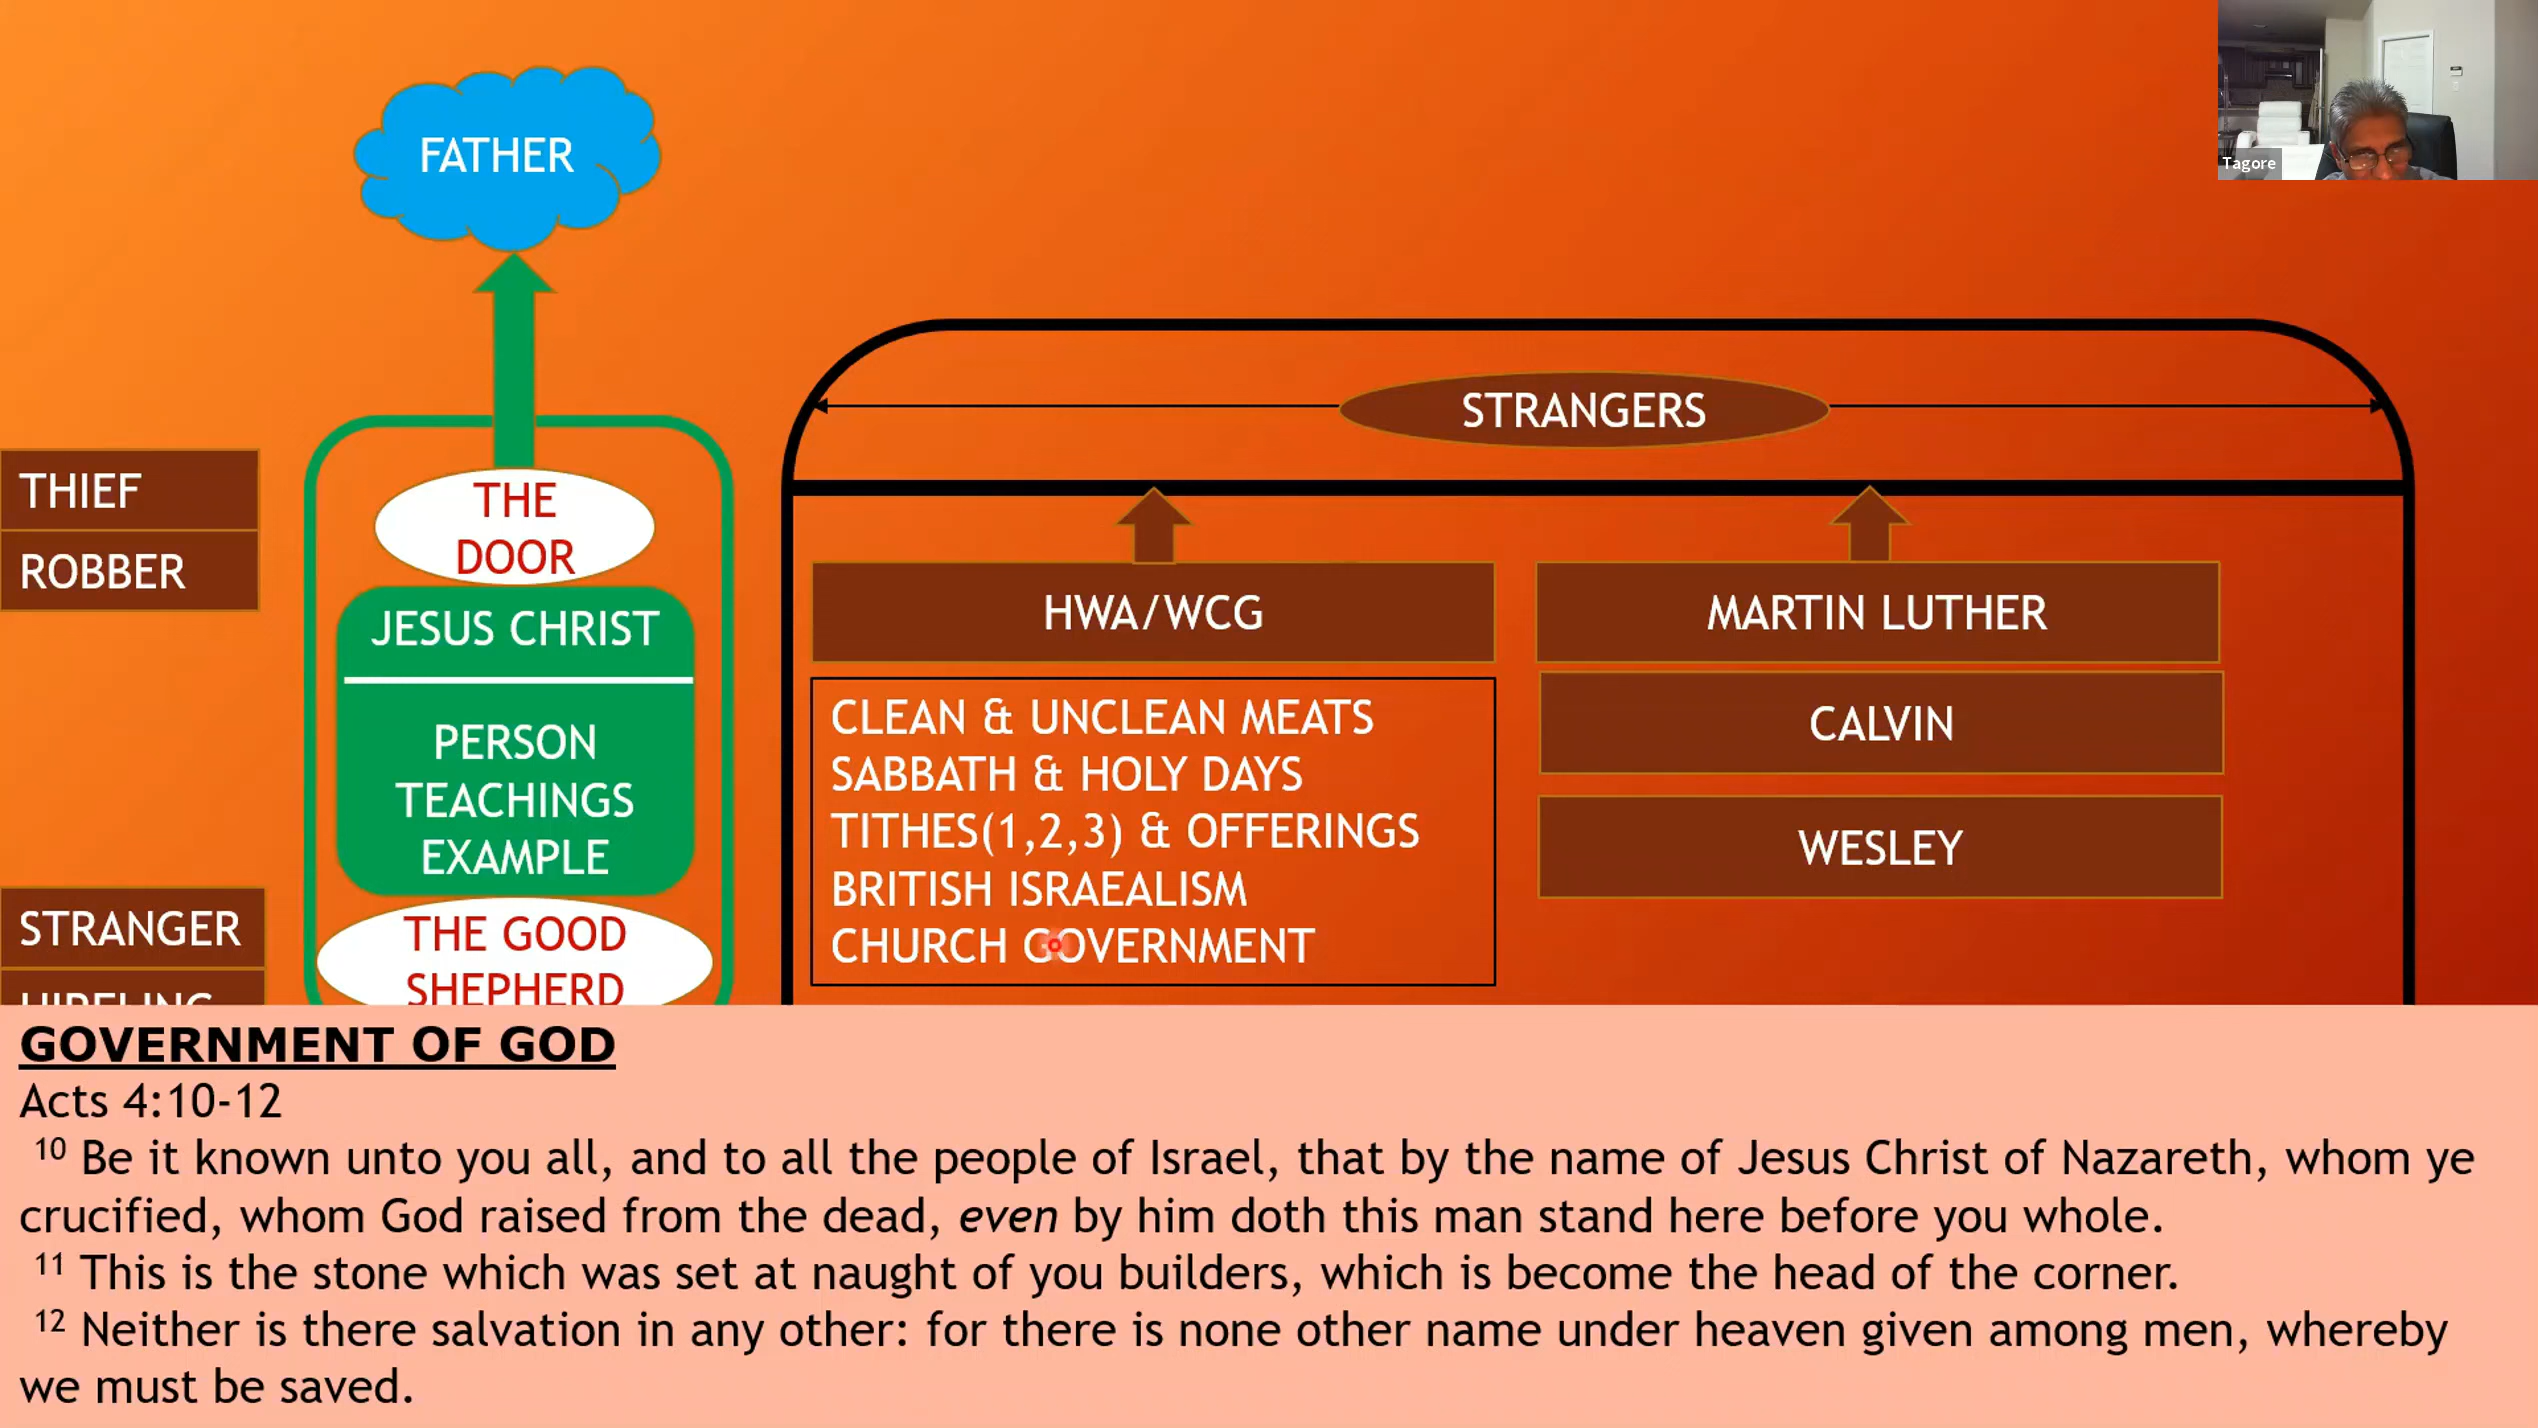 FATHER
Tagore
STRANGERS
THIEF
ROBBER
THE
DOOR
JESUS CHRIST
PERSON
TEACHINGS
EXAMPLE
THE GOOD
SHEPHERD
STRANGER
HIRELING
HWA/WCG
CLEAN & UNCLEAN MEATS
SABBATH & HOLY DAYS
TITHES(1,2,3) & OFFERINGS
BRITISH ISRAEALISM
CHURCH GOVERNMENT
MARTIN LUTHER
CALVIN
WESLEY
GOVERNMENT OF GOD
Acts 4:10-12
10 Be it known unto you all, and to all the people of Israel, that by the name of Jesus Christ of Nazareth, whom ye
crucified, whom God raised from the dead, even by him doth this man stand here before you whole.
11 This is the stone which was set at naught of you builders, which is become the head of the corner.
12 Neither is there salvation in any other: for there is none other name under heaven given among men, whereby
we must be saved.